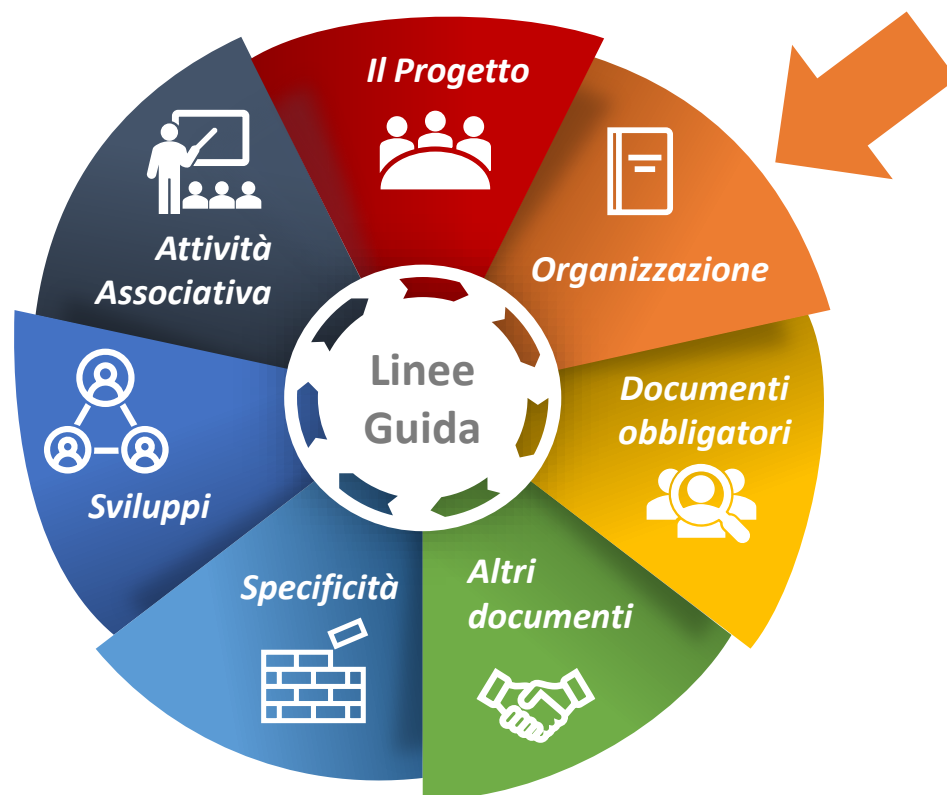 Il Progetto
Organizzazione
Documenti
obbligatori
Altri
documenti
Specificità
Sviluppi
Attività
Associativa
Linee
Guida